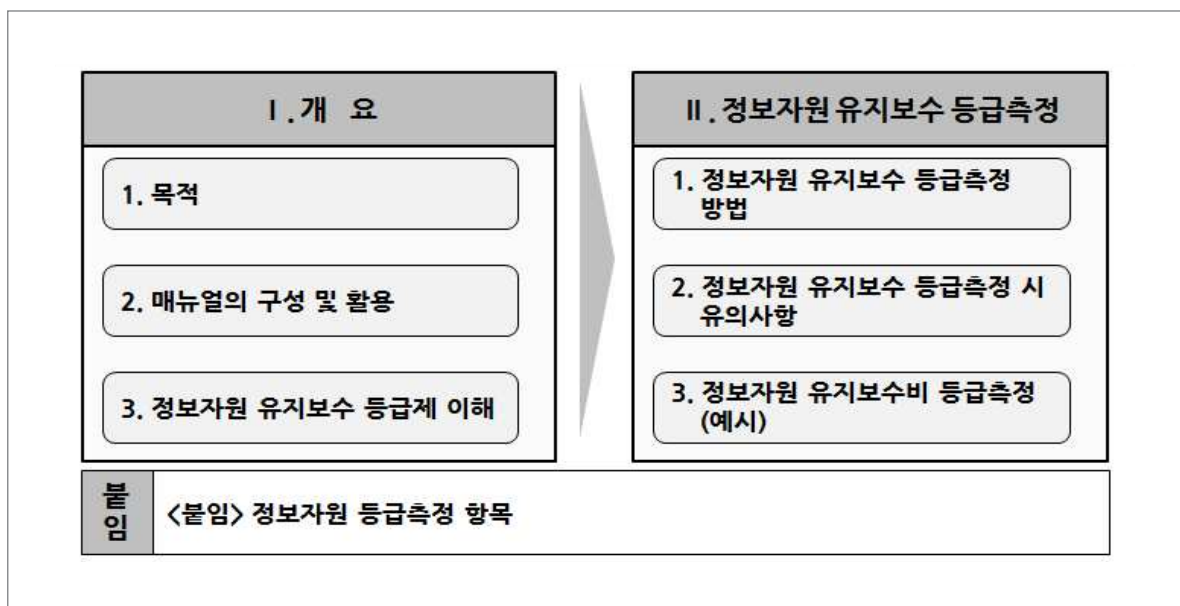 Ⅰ.개 요
1. 목적
2. 매뉴얼의 구성 및 활용
3. 정보자원 유지보수 등급제 이해
Ⅱ. 정보자원 유지보수 등급측정
1. 정보자원 유지보수 등급측정
방법
2. 정보자원 유지보수 등급측정 시
유의사항
3. 정보자원 유지보수비 등급측정
(예시)
붙
임
<붙임> 정보자원 등급측정 항목